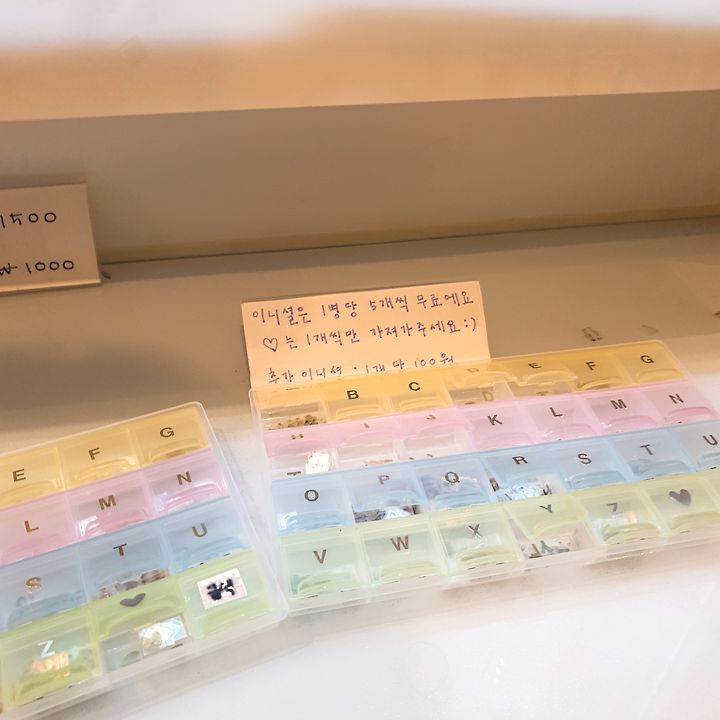 1500
₩1000
이니셜은 1병당 5개씩 무료에요
♡는 1개씩만 가져가주세요:)
추가 이니셜 · 1개당 100원
B C D E F G
H I J K L M N
O P Q R S T U
V W X Y Z ♥
E F G
L M N
S T U
Z ♥